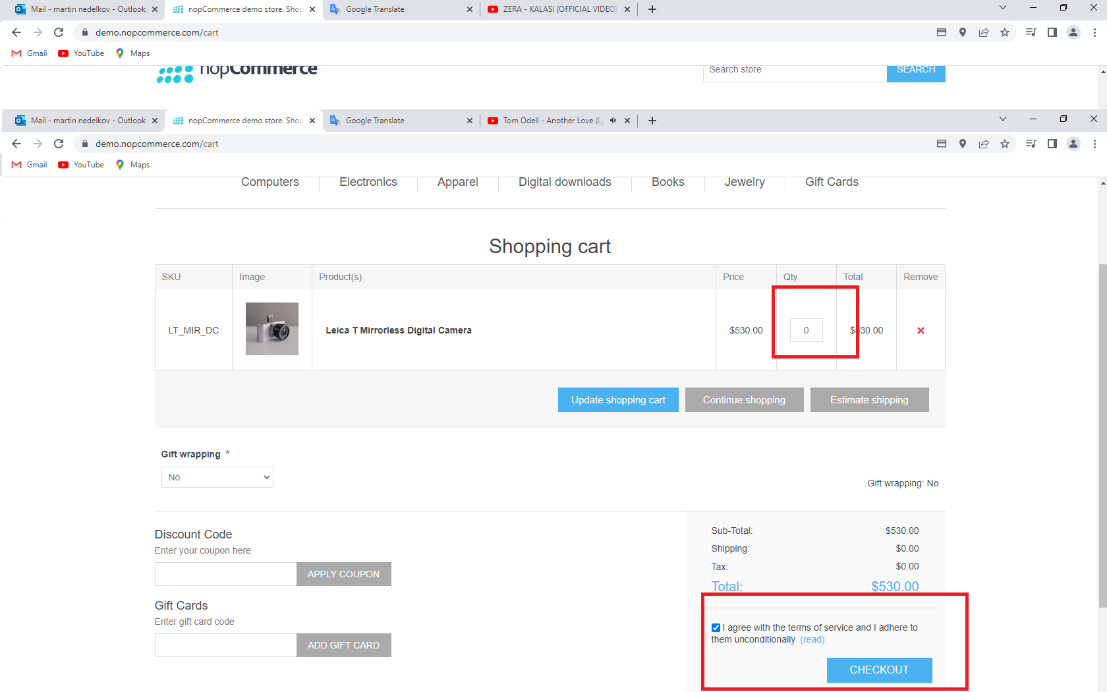 Mail - martin nedelkov - Outlook
nopCommerce demo store. Shop
Google Translate
ZERA - KALASI (OFFICIAL VIDEO)
demo.nopcommerce.com/cart
Gmail YouTube Maps
nopCommerce
Search store SEARCH
Mail - martin nedelkov - Outlook
nopCommerce demo store. Shop
Google Translate
Tom Odell - Another Love (L
demo.nopcommerce.com/cart
Gmail YouTube Maps
Computers Electronics Apparel Digital downloads Books Jewelry Gift Cards
Shopping cart
SKU Image Product(s) Price Qty. Total Remove
LT_MIR_DC Leica T Mirrorless Digital Camera $530.00 0 $530.00
Update shopping cart Continue shopping Estimate shipping
Gift wrapping *
No
Gift wrapping: No
Discount Code
Enter your coupon here
APPLY COUPON
Gift Cards
Enter gift card code
ADD GIFT CARD
Sub-Total: $530.00
Shipping: $0.00
Tax: $0.00
Total: $530.00
I agree with the terms of service and I adhere to
them unconditionally (read)
CHECKOUT